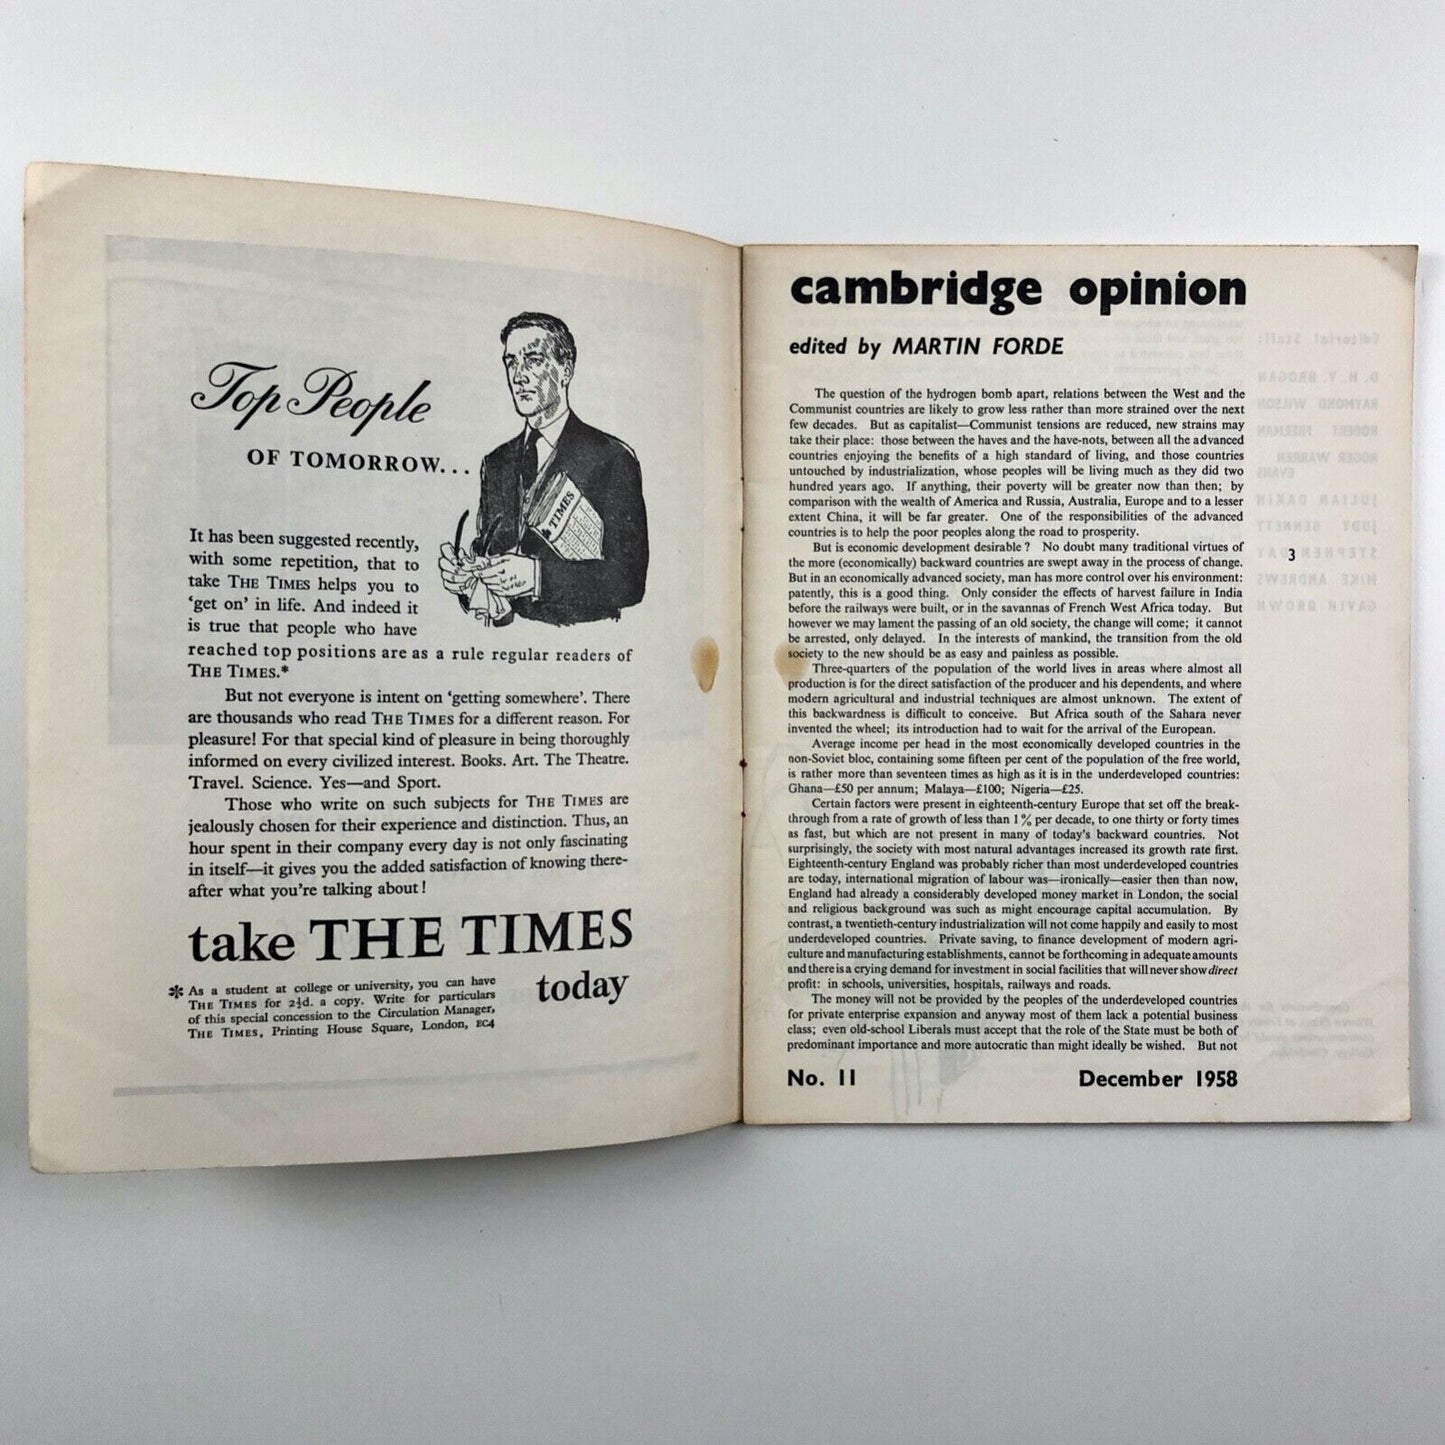 Top People
OF TOMORROW...
TIMES
It has been suggested recently,
with some repetition, that to
take THE TIMES helps you to
‘get on’ in life. And indeed it
is true that people who have
reached top positions are as a rule regular readers of
THE TIMES.*
But not everyone is intent on ‘getting somewhere’. There
are thousands who read THE TIMES for a different reason. For
pleasure! For that special kind of pleasure in being thoroughly
informed on every civilized interest. Books. Art. The Theatre.
Travel. Science. Yes—and Sport.
Those who write on such subjects for THE TIMES are
jealously chosen for their experience and distinction. Thus, an
hour spent in their company every day is not only fascinating
in itself—it gives you the added satisfaction of knowing there-
after what you're talking about!
take THE TIMES
today
* As a student at college or university, you can have
THE TIMES for 2½d. a copy. Write for particulars
of this special concession to the Circulation Manager,
THE TIMES, Printing House Square, London, EC4
cambridge opinion
edited by MARTIN FORDE
The question of the hydrogen bomb apart, relations between the West and the
Communist countries are likely to grow less rather than more strained over the next
few decades. But as capitalist—Communist tensions are reduced, new strains may
take their place: those between the haves and the have-nots, between all the advanced
countries enjoying the benefits of a high standard of living, and those countries
untouched by industrialization, whose peoples will be living much as they did two
hundred years ago. If anything, their poverty will be greater now than then; by
comparison with the wealth of America and Russia, Australia, Europe and to a lesser
extent China, it will be far greater. One of the responsibilities of the advanced
countries is to help the poor peoples along the road to prosperity.
But is economic development desirable? No doubt many traditional virtues of
the more (economically) backward countries are swept away in the process of change.
But in an economically advanced society, man has more control over his environment:
patently, this is a good thing. Only consider the effects of harvest failure in India
before the railways were built, or in the savannas of French West Africa today. But
however we may lament the passing of an old society, the change will come; it cannot
be arrested, only delayed. In the interests of mankind, the transition from the old
society to the new should be as easy and painless as possible.
Three-quarters of the population of the world lives in areas where almost all
production is for the direct satisfaction of the producer and his dependents, and where
modern agricultural and industrial techniques are almost unknown. The extent of
this backwardness is difficult to conceive. But Africa south of the Sahara never
invented the wheel; its introduction had to wait for the arrival of the European.
Average income per head in the most economically developed countries in the
non-Soviet bloc, containing some fifteen per cent of the population of the free world,
is rather more than seventeen times as high as it is in the underdeveloped countries:
Ghana—£50 per annum; Malaya—£100; Nigeria—£25.
Certain factors were present in eighteenth-century Europe that set off the break-
through from a rate of growth of less than 1% per decade, to one thirty or forty times
as fast, but which are not present in many of today's backward countries. Not
surprisingly, the society with most natural advantages increased its growth rate first.
Eighteenth-century England was probably richer than most underdeveloped countries
are today, international migration of labour was—ironically—easier then than now,
England had already a considerably developed money market in London, the social
and religious background was such as might encourage capital accumulation. By
contrast, a twentieth-century industrialization will not come happily and easily to most
underdeveloped countries. Private saving, to finance development of modern agri-
culture and manufacturing establishments, cannot be forthcoming in adequate amounts
and there is a crying demand for investment in social facilities that will never show direct
profit: in schools, universities, hospitals, railways and roads.
The money will not be provided by the peoples of the underdeveloped countries
for private enterprise expansion and anyway most of them lack a potential business
class; even old-school Liberals must accept that the role of the State must be both of
predominant importance and more autocratic than might ideally be wished. But not
3
No. 11 December 1958